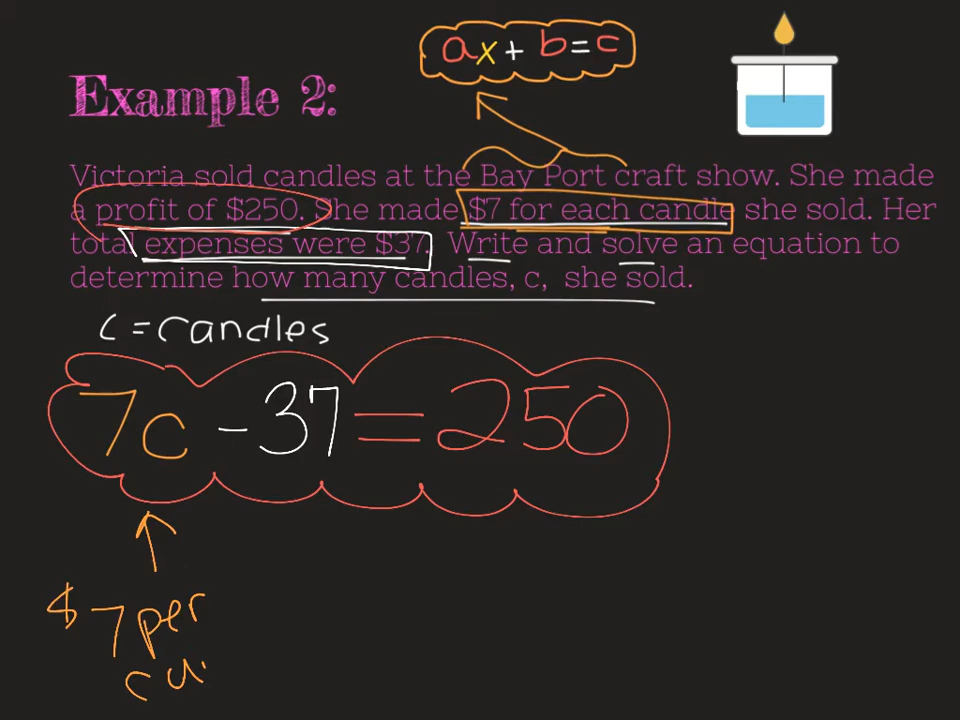 ax + b = c
Example 2:
Victoria sold candles at the Bay Port craft show. She made
a profit of $250. She made $7 for each candle she sold. Her
total expenses were $37. Write and solve an equation to
determine how many candles, c, she sold.
c = candles
7c - 37 = 250
$7 per